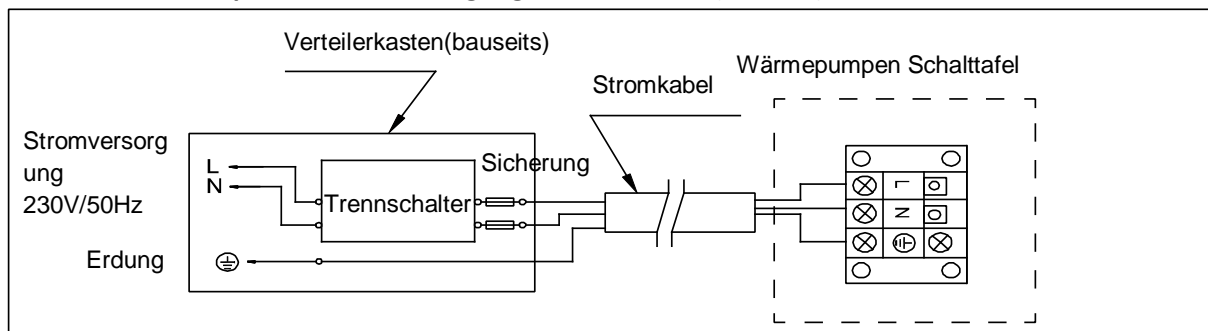 Verteilerkasten(bauseits)
Wärmepumpen Schalttafel
Stromkabel
Stromversorg
ung
230V/50Hz
L
N
Sicherung
Trennschalter
Erdung
L
N